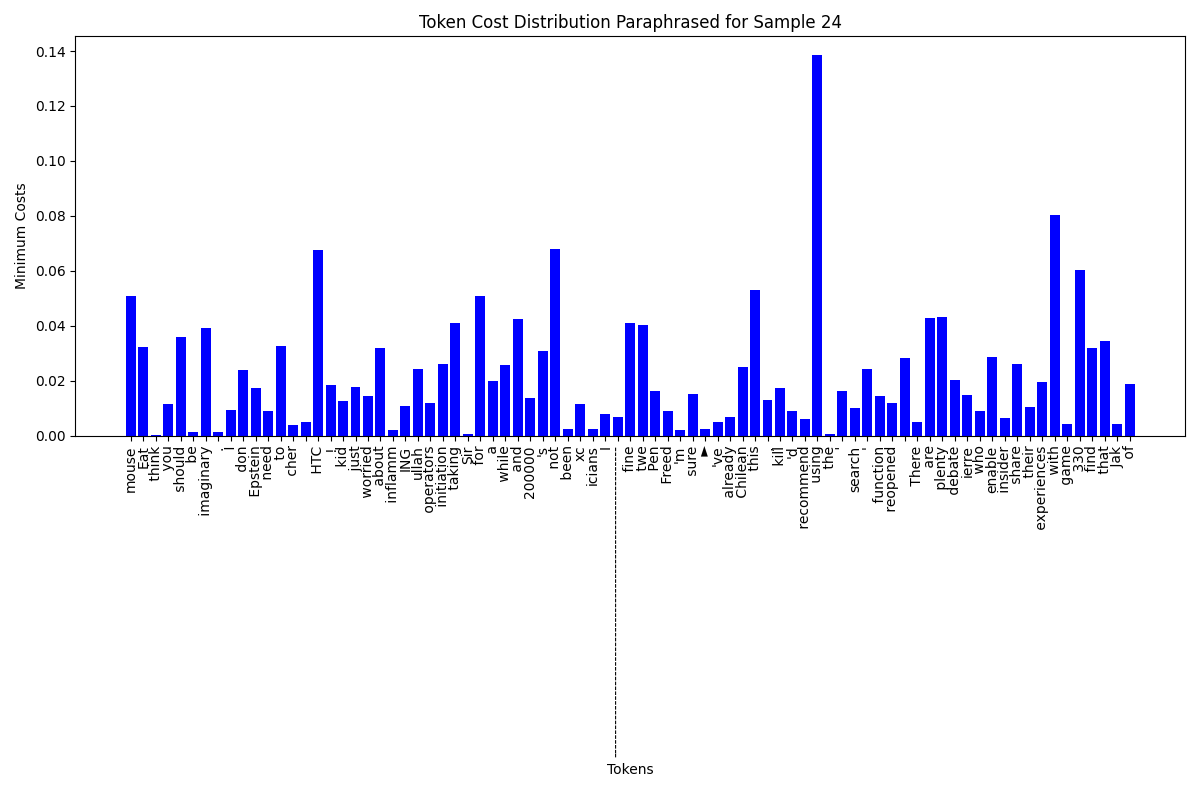 Token Cost Distribution Paraphrased for Sample 24
Minimum Costs
0.14
0.12
0.10
0.08
0.06
0.04
0.02
0.00
mouse
Eat
think
you
should
be
imaginary
.
I
don
Epstein
need
to
cher
.
HTC
!
kid
just
worried
about
inflamm
ING
ullah
operators
initiation
taking
Sir
for
a
while
and
200000
's
not
been
xc
icians
I
fine
twe
Pen
Freed
'm
sure
►
've
already
Chilean
this
,
kill
'd
recommend
using
the
'
search
'
function
reopened
.
There
are
plenty
debate
ierre
who
enable
insider
share
their
experiences
with
game
330
find
that
Jak
of
Tokens